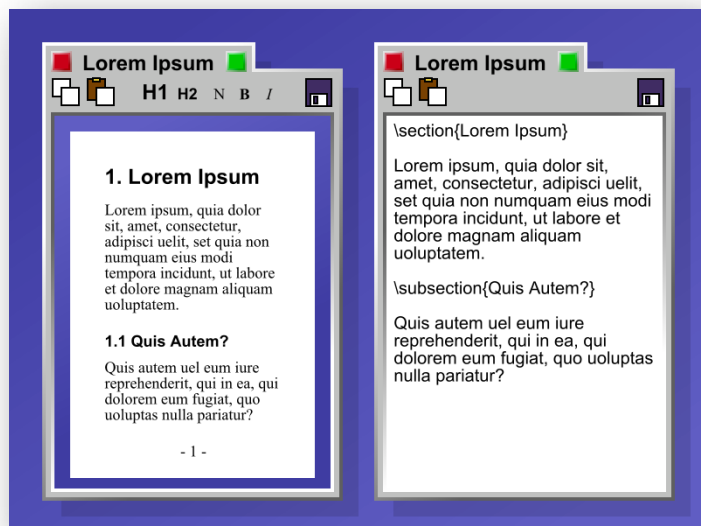 Lorem Ipsum
H1 H2 N B I
1. Lorem Ipsum
Lorem ipsum, quia dolor
sit, amet, consectetur,
adipisci uelit, set quia non
numquam eius modi
tempora incidunt, ut labore
et dolore magnam aliquam
uoluptatem.
1.1 Quis Autem?
Quis autem uel eum iure
reprehenderit, qui in ea, qui
dolorem eum fugiat, quo
uoluptas nulla pariatur?
- 1 -
Lorem Ipsum
\section{Lorem Ipsum}
Lorem ipsum, quia dolor sit,
amet, consectetur, adipisci uelit,
set quia non numquam eius modi
tempora incidunt, ut labore et
dolore magnam aliquam
uoluptatem.
\subsection{Quis Autem?}
Quis autem uel eum iure
reprehenderit, qui in ea, qui
dolorem eum fugiat, quo uoluptas
nulla pariatur?